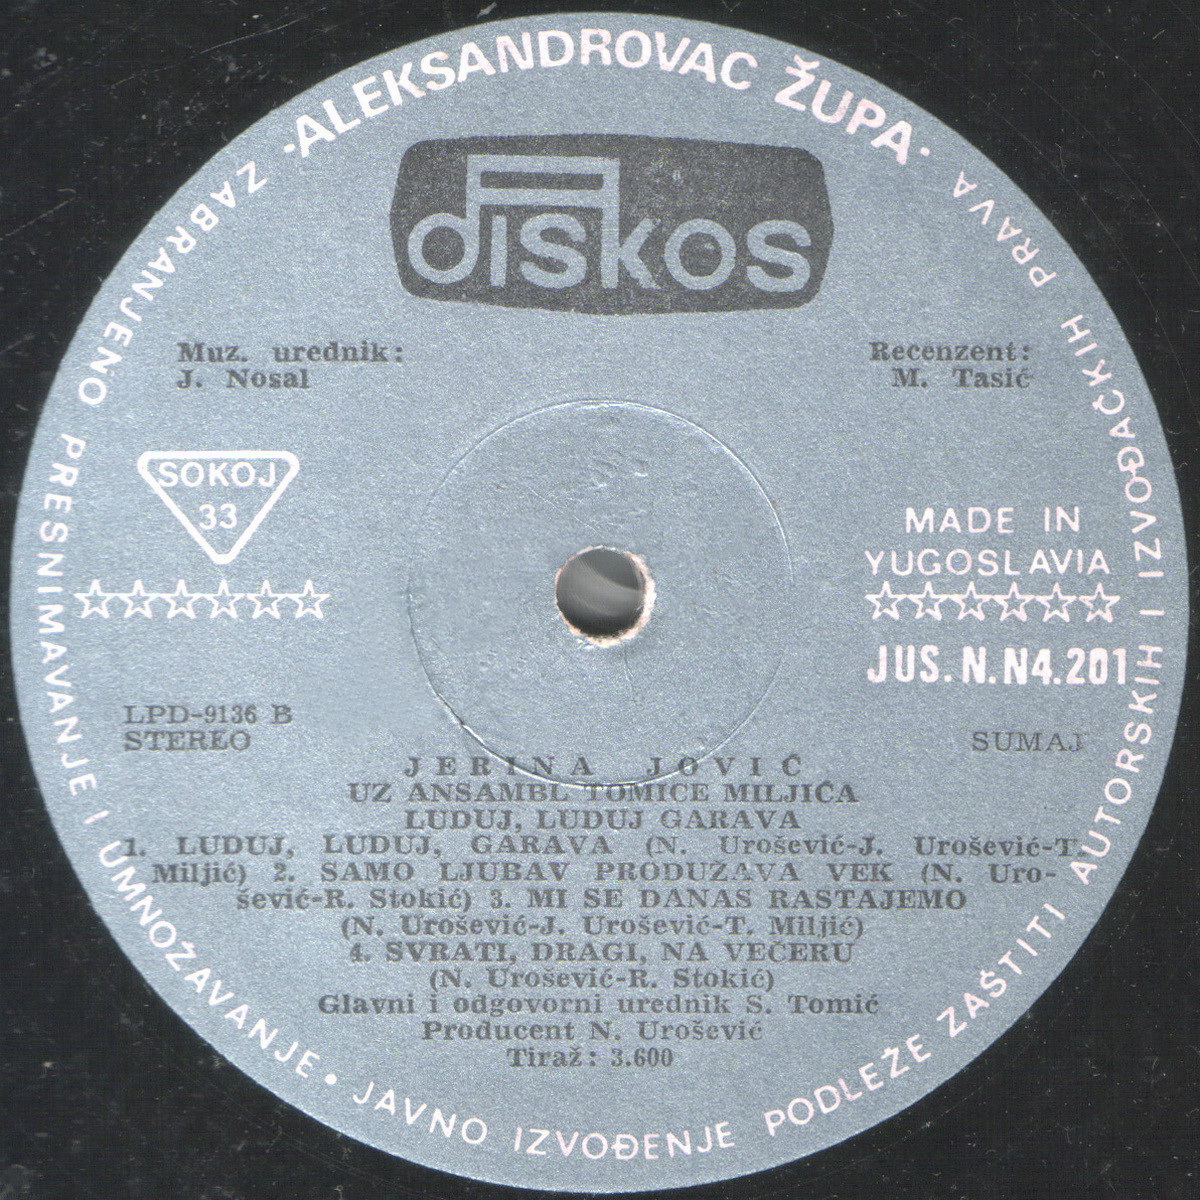 ·ALEKSANDROVAC ŽUPA·
diskos
Muz. urednik:
J. Nosal
Recenzent:
M. Tasić
SOKOJ
33
MADE IN
YUGOSLAVIA
JUS. N. N4.201
LPD-9136 B
STEREO
SUMAJ
JERINA JOVIĆ
UZ ANSAMBL TOMICE MILJIĆA
LUDUJ, LUDUJ GARAVA
1. LUDUJ, LUDUJ, GARAVA (N. Urošević-J. Urošević-T.
Miljić) 2. SAMO LJUBAV PRODUŽAVA VEK (N. Uro-
šević-R. Stokić) 3. MI SE DANAS RASTAJEMO
(N. Urošević-J. Urošević-T. Miljić)
4. SVRATI, DRAGI, NA VEČERU
(N. Urošević-R. Stokić)
Glavni i odgovorni urednik S. Tomić
Producent N. Urošević
Tiraž: 3.600
ZABRANJENO PRESNIMAVANJE I UMNOŽAVANJE • JAVNO IZVOĐENJE PODLEŽE ZAŠTITI AUTORSKIH I IZVOĐAČKIH PRAVA